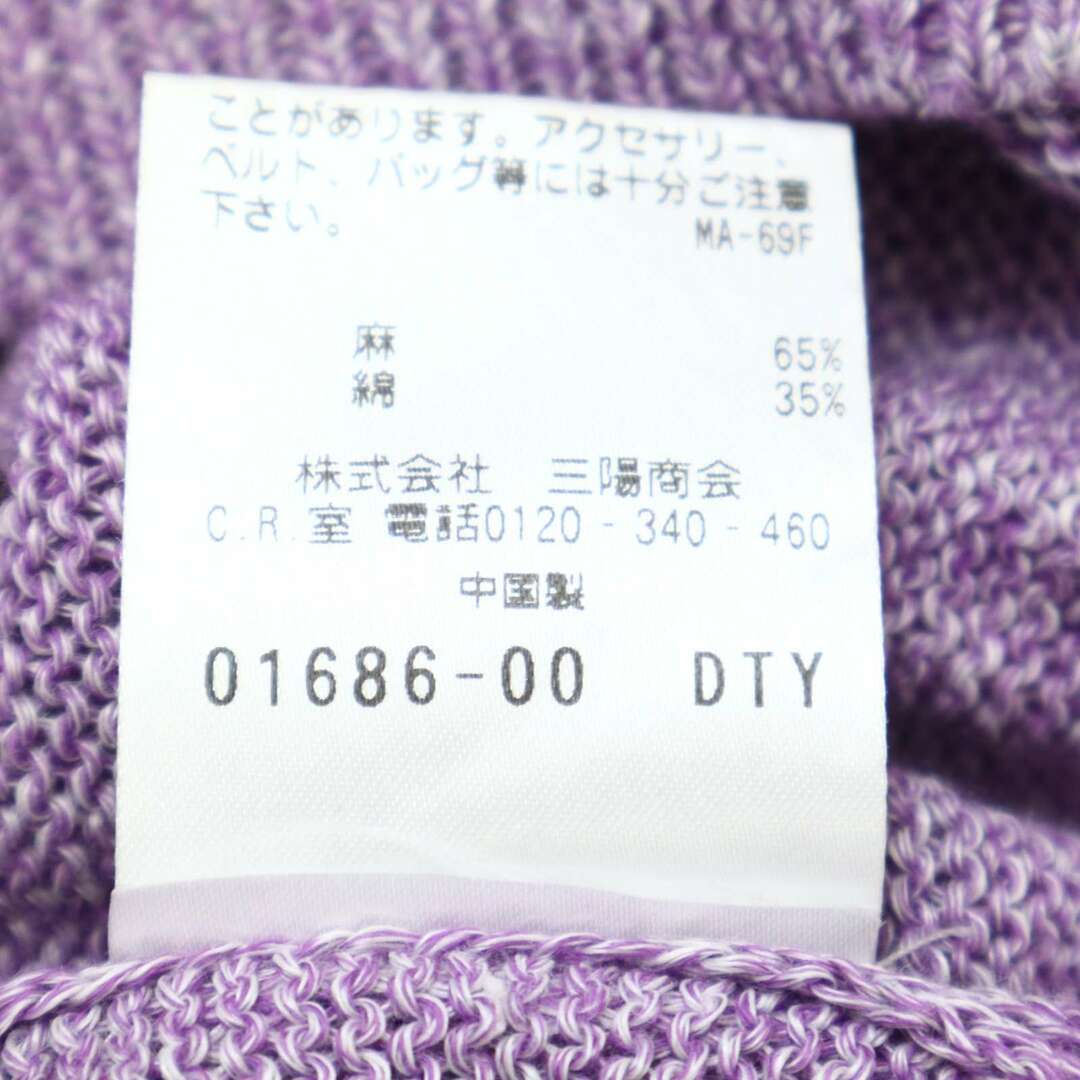 ことがあります。アクセサリー、
ベルト、バッグ等には十分ご注意
下さい。
MA-69F
麻 65%
綿 35%
株式会社 三陽商会
C.R.室 電話0120-340-460
中国製
01686-00 DTY